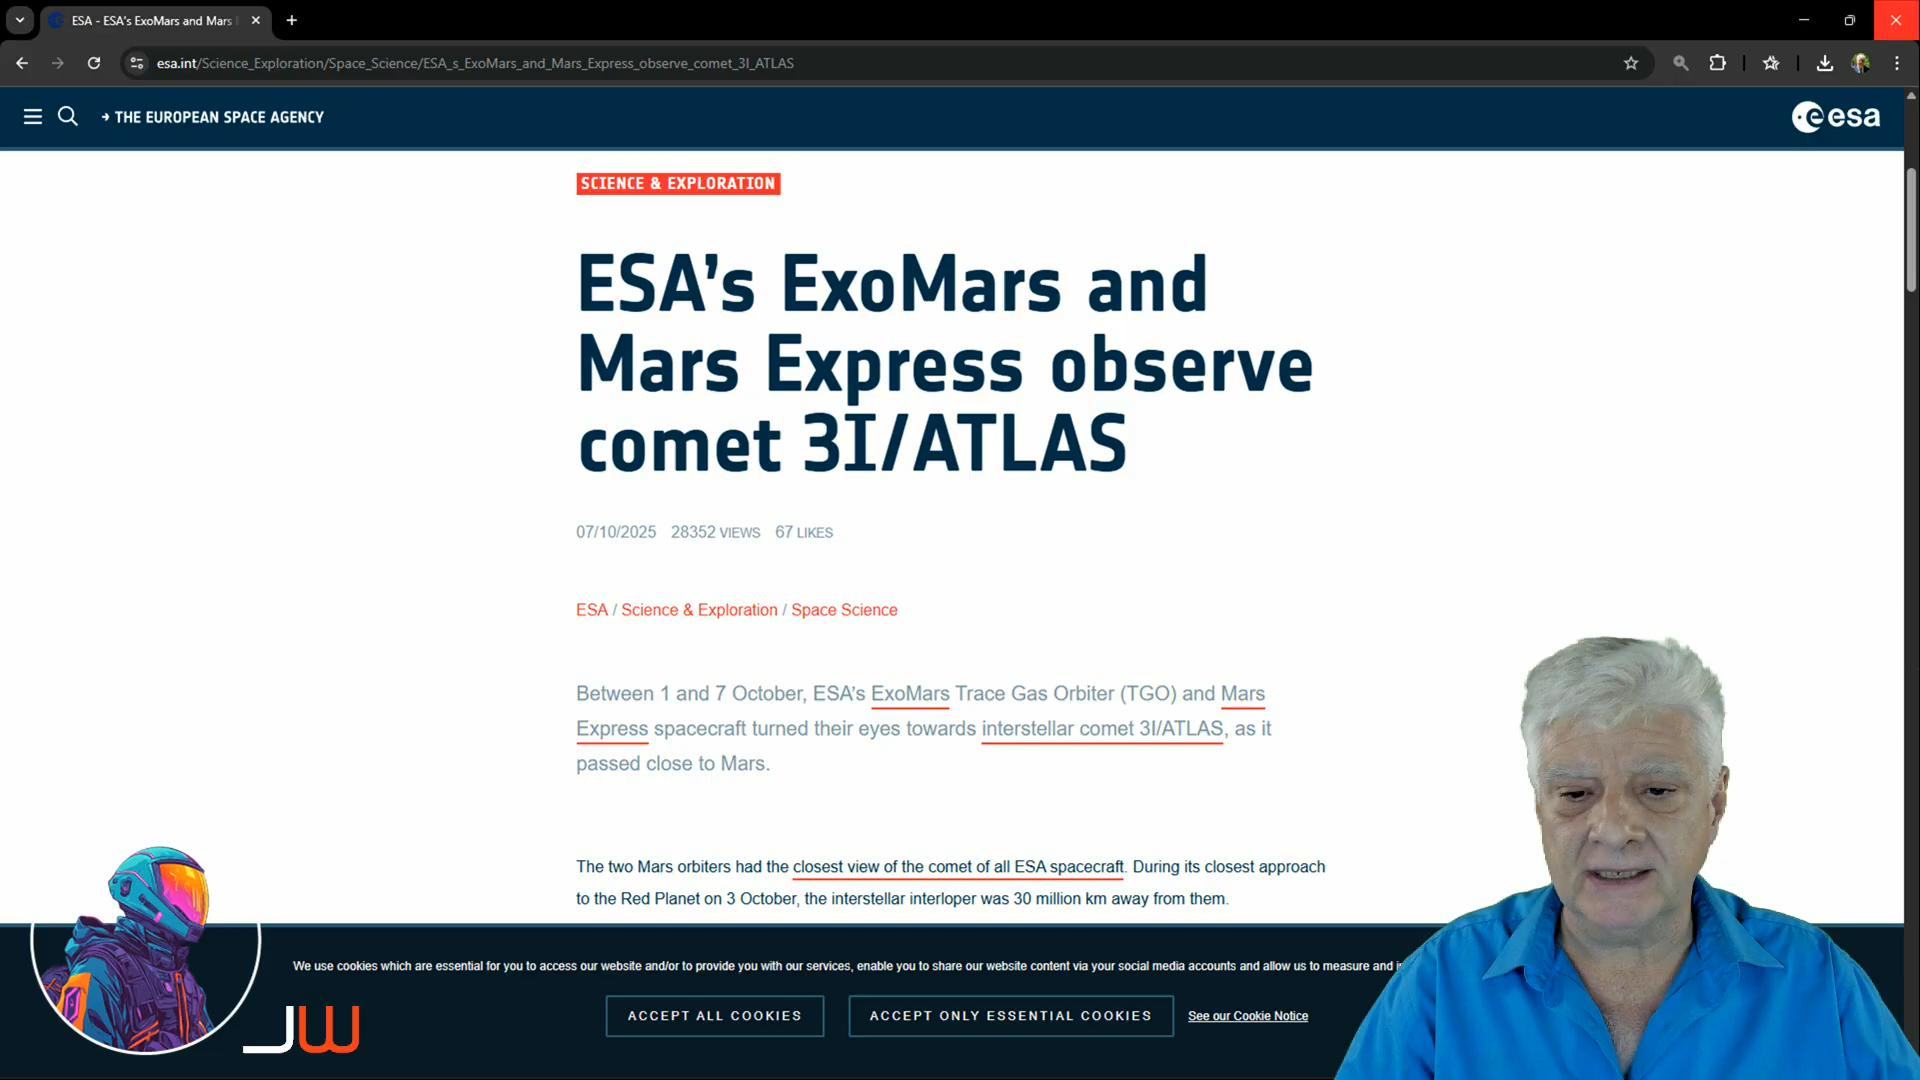 ESA - ESA's ExoMars and Mars
esa.int/Science_Exploration/Space_Science/ESA_s_ExoMars_and_Mars_Express_observe_comet_3I_ATLAS
→ THE EUROPEAN SPACE AGENCY
esa
SCIENCE & EXPLORATION
ESA’s ExoMars and
Mars Express observe
comet 3I/ATLAS
07/10/2025 28352 VIEWS 67 LIKES
ESA / Science & Exploration / Space Science
Between 1 and 7 October, ESA’s ExoMars Trace Gas Orbiter (TGO) and Mars
Express spacecraft turned their eyes towards interstellar comet 3I/ATLAS, as it
passed close to Mars.
The two Mars orbiters had the closest view of the comet of all ESA spacecraft. During its closest approach
to the Red Planet on 3 October, the interstellar interloper was 30 million km away from them.
We use cookies which are essential for you to access our website and/or to provide you with our services, enable you to share our website content via your social media accounts and allow us to measure and
ACCEPT ALL COOKIES
ACCEPT ONLY ESSENTIAL COOKIES
See our Cookie Notice
JW